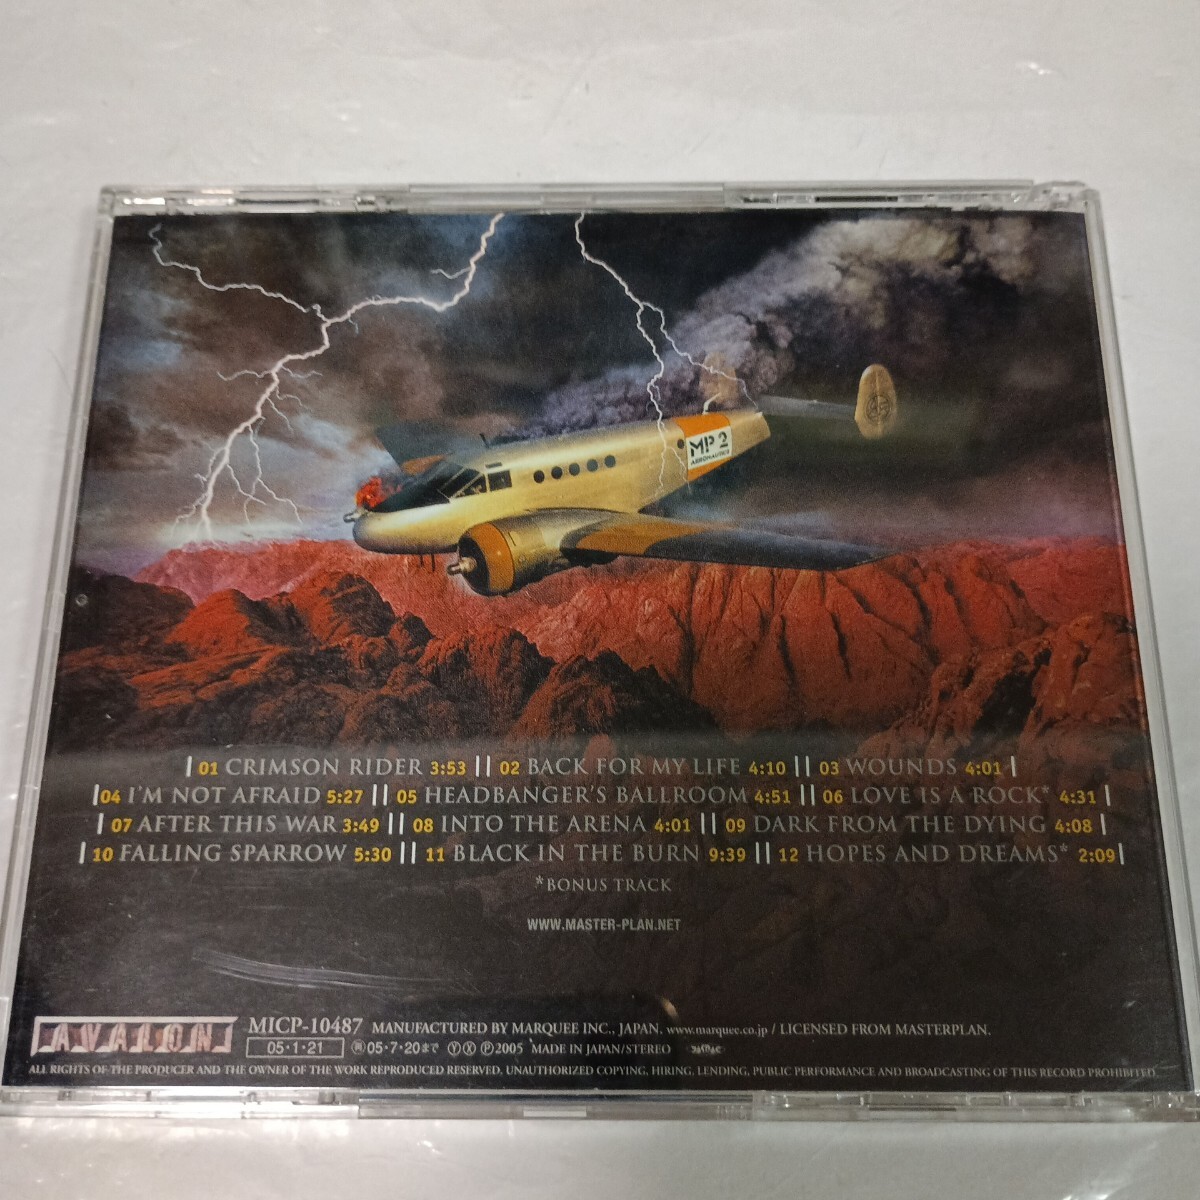 MP 2
AERONAUTICS
| 01 CRIMSON RIDER 3:53 || 02 BACK FOR MY LIFE 4:10 || 03 WOUNDS 4:01 |
| 04 I'M NOT AFRAID 5:27 || 05 HEADBANGER'S BALLROOM 4:51 || 06 LOVE IS A ROCK* 4:31 |
| 07 AFTER THIS WAR 3:49 || 08 INTO THE ARENA 4:01 || 09 DARK FROM THE DYING 4:08 |
| 10 FALLING SPARROW 5:30 || 11 BLACK IN THE BURN 9:39 || 12 HOPES AND DREAMS* 2:09 |
*BONUS TRACK
WWW.MASTER-PLAN.NET
AVALON
MICP-10487 MANUFACTURED BY MARQUEE INC., JAPAN. www.marquee.co.jp / LICENSED FROM MASTERPLAN.
05・1・21 ㋬05・7・20まで Ⓨ Ⓧ Ⓟ2005 MADE IN JAPAN/STEREO
ALL RIGHTS OF THE PRODUCER AND THE OWNER OF THE WORK REPRODUCED RESERVED. UNAUTHORIZED COPYING, HIRING, LENDING, PUBLIC PERFORMANCE AND BROADCASTING OF THIS RECORD PROHIBITED.